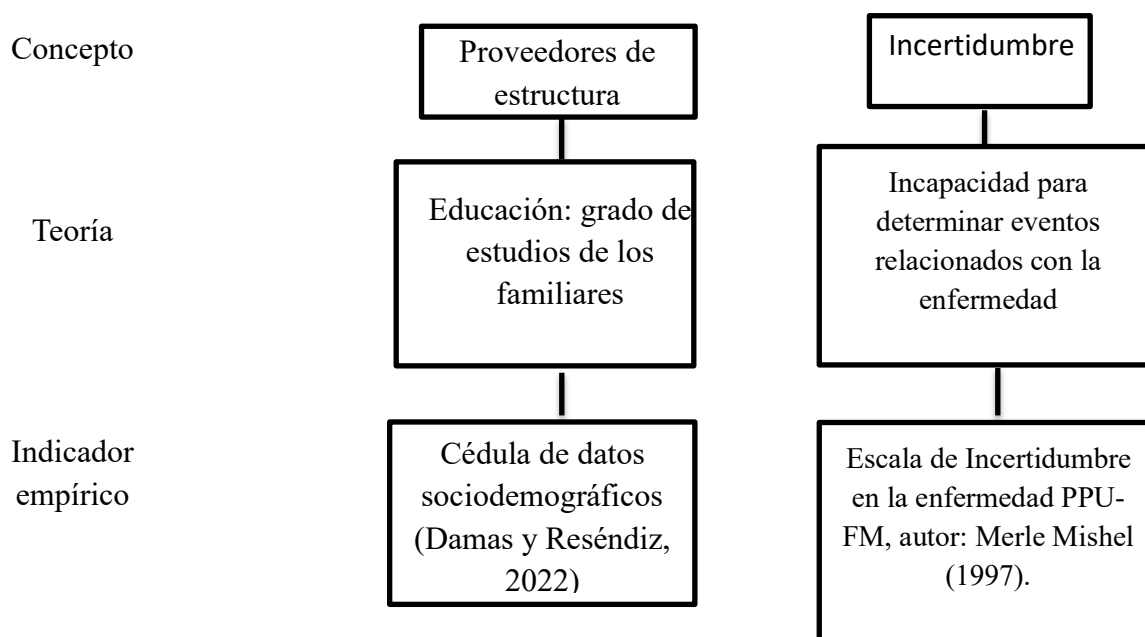 Concepto
Proveedores de
estructura
Incertidumbre
Teoría
Educación: grado de
estudios de los
familiares
Incapacidad para
determinar eventos
relacionados con la
enfermedad
Indicador
empírico
Cédula de datos
sociodemográficos
(Damas y Reséndiz,
2022)
Escala de Incertidumbre
en la enfermedad PPU-
FM, autor: Merle Mishel
(1997).